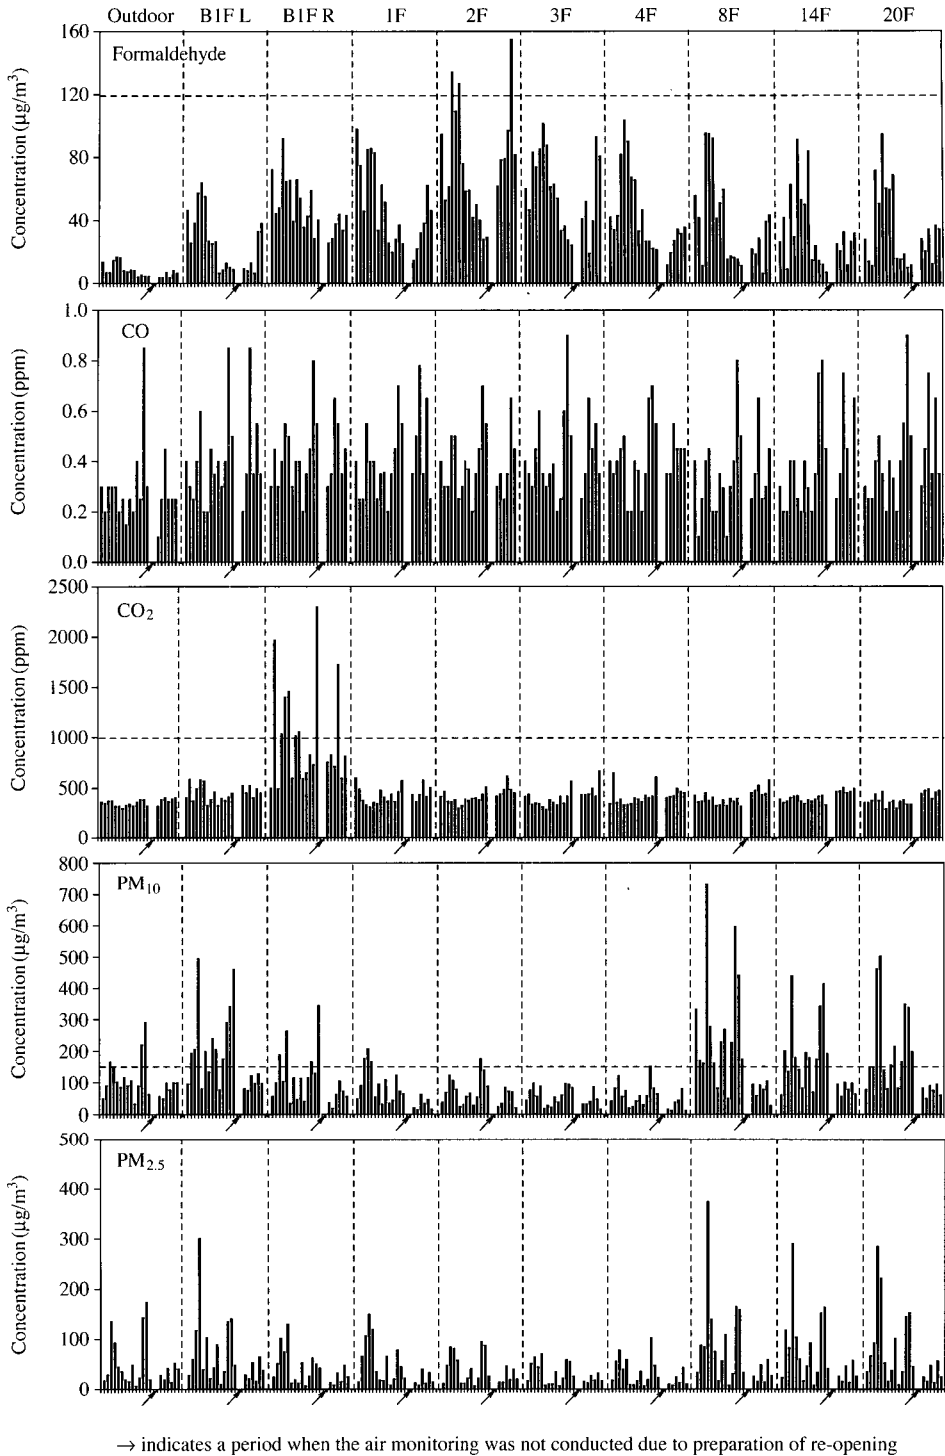 Outdoor B1F L B1F R 1F 2F 3F 4F 8F 14F 20F
Formaldehyde
Concentration (μg/m³)
160
120
80
40
0
CO
Concentration (ppm)
1.0
0.8
0.6
0.4
0.2
0.0
CO₂
Concentration (ppm)
2500
2000
1500
1000
500
0
PM₁₀
Concentration (μg/m³)
800
700
600
500
400
300
200
100
0
PM₂.₅
Concentration (μg/m³)
500
400
300
200
100
0
→ indicates a period when the air monitoring was not conducted due to preparation of re-opening